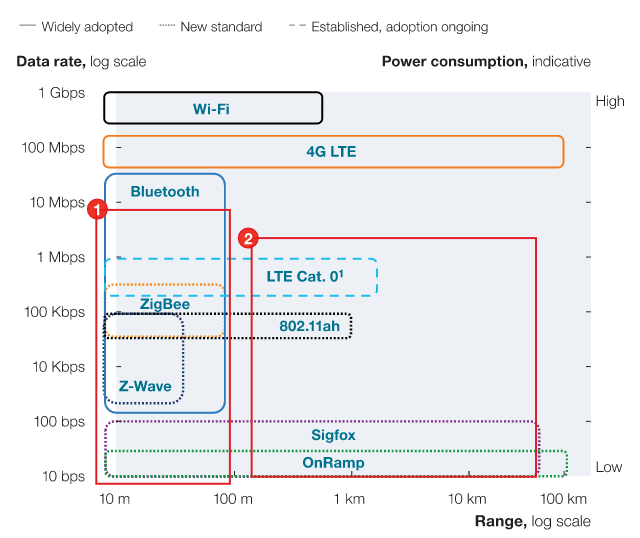 Widely adopted New standard Established, adoption ongoing
Data rate, log scale Power consumption, indicative
1 Gbps High
Wi-Fi
100 Mbps 4G LTE
Bluetooth
10 Mbps
1
2
1 Mbps
LTE Cat. 0¹
ZigBee
100 Kbps
802.11ah
10 Kbps
Z-Wave
100 bps
Sigfox
OnRamp
10 bps Low
10 m 100 m 1 km 10 km 100 km
Range, log scale